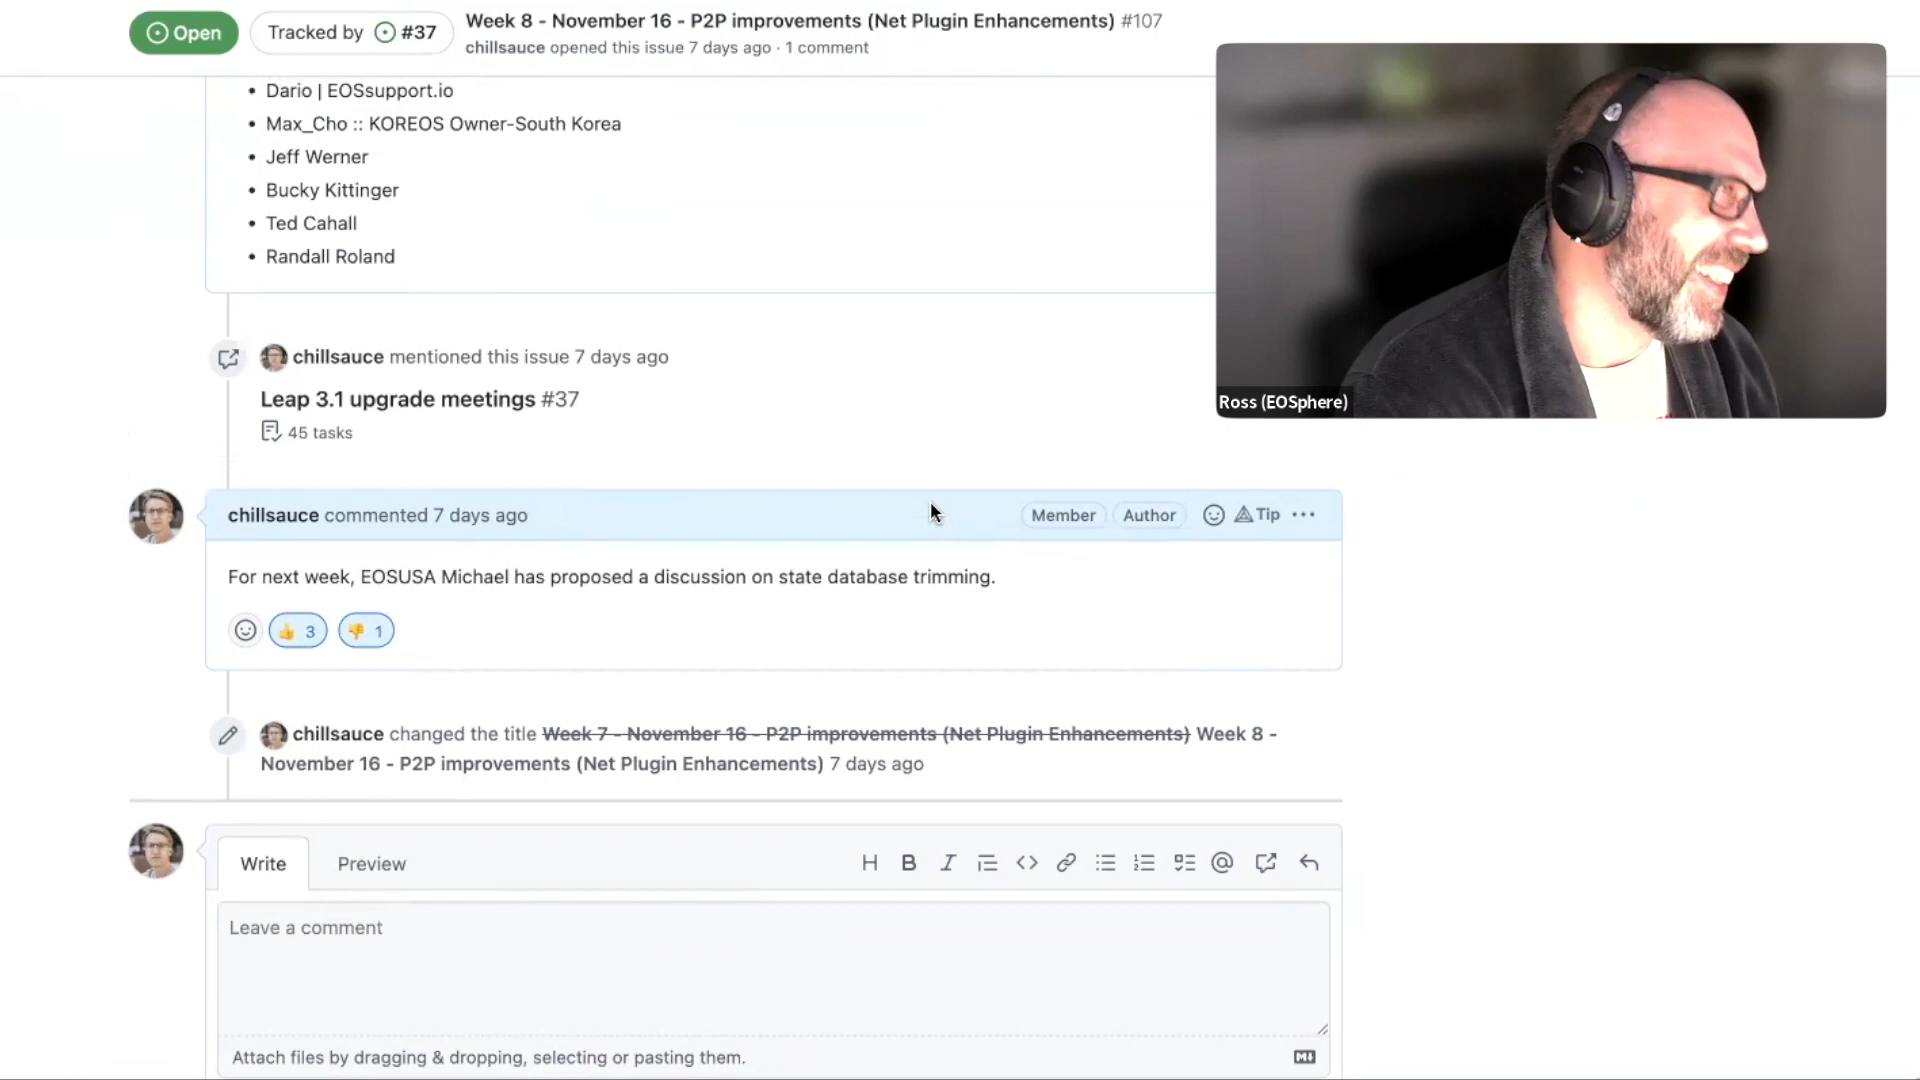 Open
Tracked by #37
Week 8 - November 16 - P2P improvements (Net Plugin Enhancements) #107
chillsauce opened this issue 7 days ago · 1 comment
• Dario | EOSsupport.io
• Max_Cho :: KOREOS Owner-South Korea
• Jeff Werner
• Bucky Kittinger
• Ted Cahall
• Randall Roland
Ross (EOSphere)
chillsauce mentioned this issue 7 days ago
Leap 3.1 upgrade meetings #37
45 tasks
chillsauce commented 7 days ago
Member
Author
Tip
For next week, EOSUSA Michael has proposed a discussion on state database trimming.
👍 3
👎 1
chillsauce changed the title Week 7 - November 16 - P2P improvements (Net Plugin Enhancements) Week 8 -
November 16 - P2P improvements (Net Plugin Enhancements) 7 days ago
Write
Preview
H B I @
Leave a comment
Attach files by dragging & dropping, selecting or pasting them.
M↓